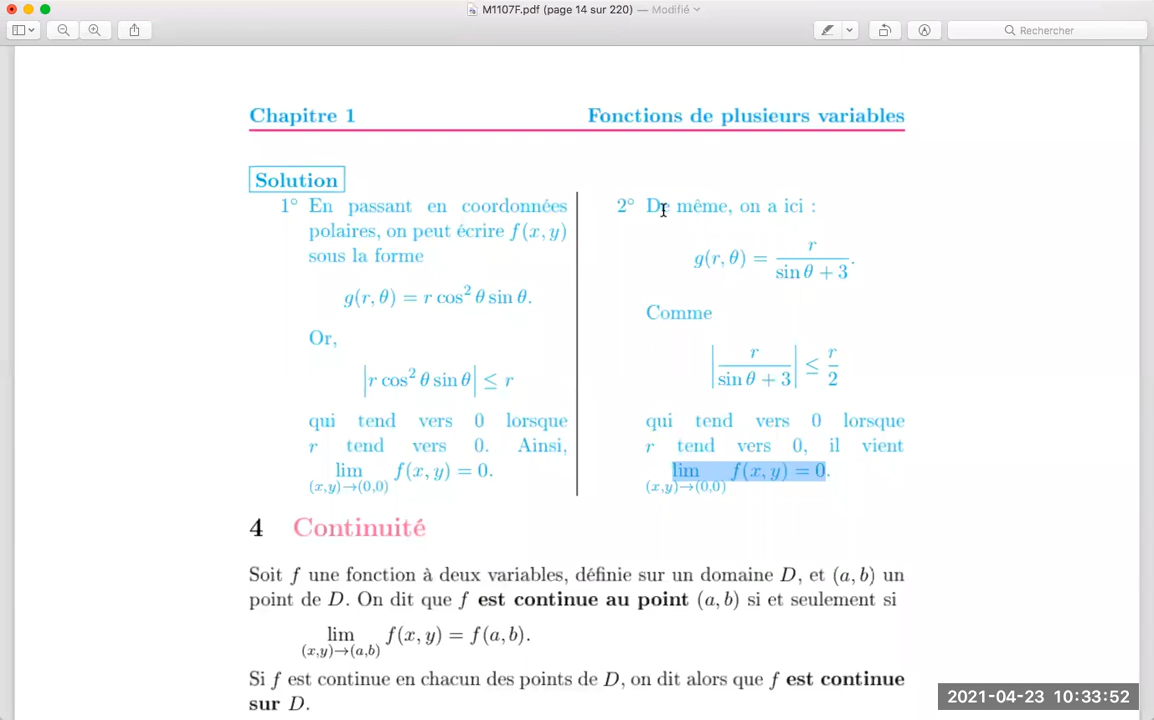 M1107F.pdf (page 14 sur 220) — Modifié
Rechercher
Chapitre 1
Fonctions de plusieurs variables
Solution
1° En passant en coordonnées
polaires, on peut écrire f(x, y)
sous la forme
g(r, θ) = r cos² θ sin θ.
Or,
|r cos² θ sin θ| ≤ r
qui tend vers 0 lorsque
r tend vers 0. Ainsi,
lim f(x, y) = 0.
(x,y)→(0,0)
2° De même, on a ici :
g(r, θ) = r / (sin θ + 3).
Comme
|r / (sin θ + 3)| ≤ r/2
qui tend vers 0 lorsque
r tend vers 0, il vient
lim f(x, y) = 0.
(x,y)→(0,0)
4 Continuité
Soit f une fonction à deux variables, définie sur un domaine D, et (a, b) un
point de D. On dit que f est continue au point (a, b) si et seulement si
lim f(x, y) = f(a, b).
(x,y)→(a,b)
Si f est continue en chacun des points de D, on dit alors que f est continue
sur D.
2021-04-23 10:33:52